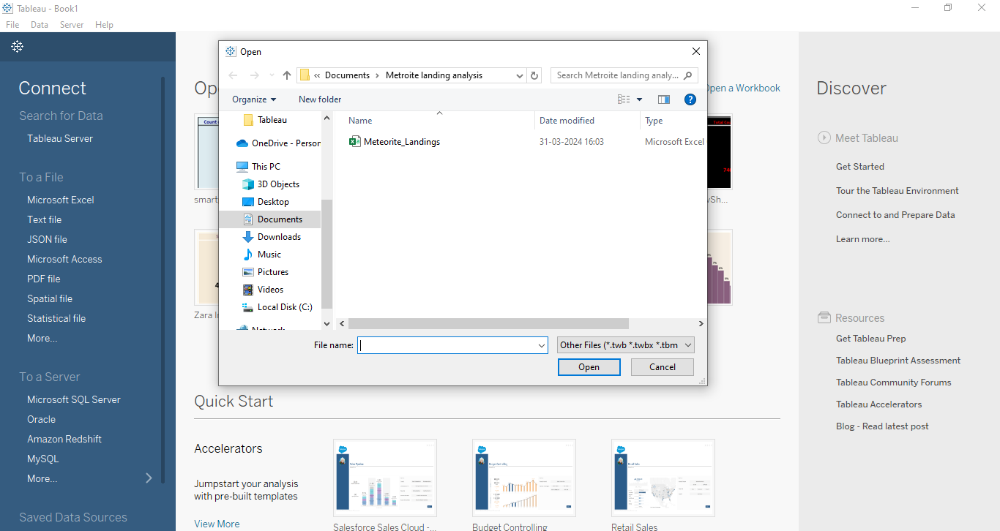 Tableau - Book1
File Data Server Help
Connect
Search for Data
Tableau Server
To a File
Microsoft Excel
Text file
JSON file
Microsoft Access
PDF file
Spatial file
Statistical file
More...
To a Server
Microsoft SQL Server
Oracle
Amazon Redshift
MySQL
More...
Saved Data Sources
Op
Open a Workbook
Count
smart
Zara I
vSh...
Open
« Documents › Metroite landing analysis
Search Metroite landing analy...
Organize
New folder
Tableau
OneDrive - Person
This PC
3D Objects
Desktop
Documents
Downloads
Music
Pictures
Videos
Local Disk (C:)
Network
Name Date modified Type
Meteorite_Landings 31-03-2024 16:03 Microsoft Excel
File name:
Other Files (*.twb *.twbx *.tbm
Open Cancel
Quick Start
Accelerators
Jumpstart your analysis
with pre-built templates
View More
Salesforce Sales Cloud -...
Budget Controlling
Retail Sales
Discover
Meet Tableau
Get Started
Tour the Tableau Environment
Connect to and Prepare Data
Learn more...
Resources
Get Tableau Prep
Tableau Blueprint Assessment
Tableau Community Forums
Tableau Accelerators
Blog - Read latest post